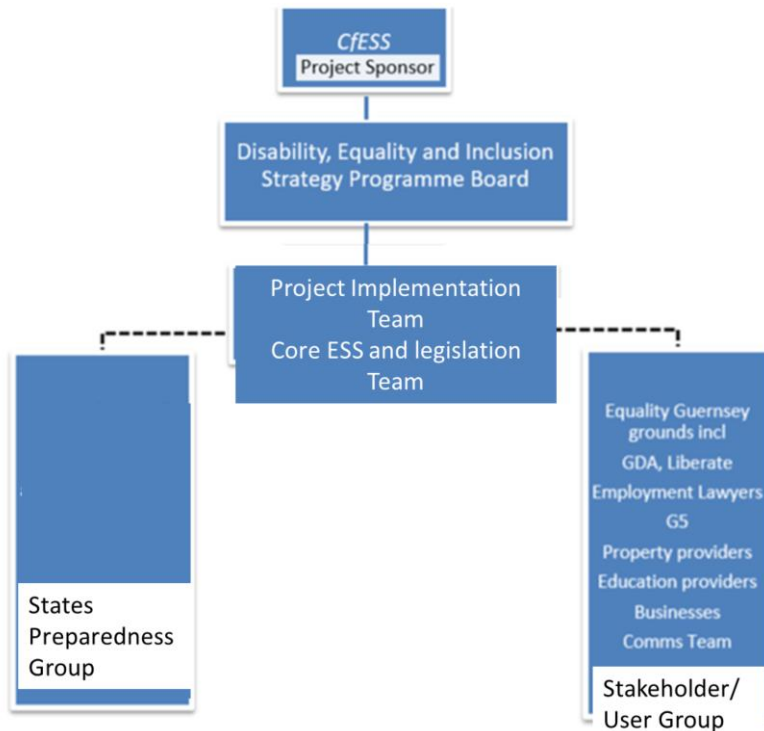 CfESS
Project Sponsor
Disability, Equality and Inclusion
Strategy Programme Board
Project Implementation
Team
Core ESS and legislation
Team
States
Preparedness
Group
Equality Guernsey
grounds incl
GDA, Liberate
Employment Lawyers
G5
Property providers
Education providers
Businesses
Comms Team
Stakeholder/
User Group